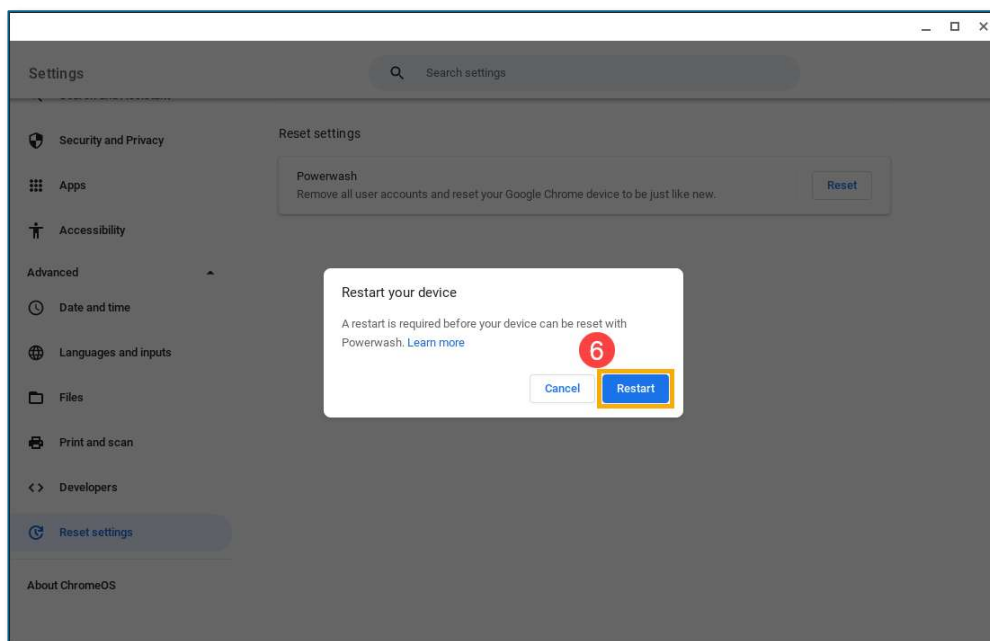 Settings
Search settings
Security and Privacy
Apps
Accessibility
Advanced
Date and time
Languages and inputs
Files
Print and scan
Developers
Reset settings
About ChromeOS
Reset settings
Powerwash
Remove all user accounts and reset your Google Chrome device to be just like new.
Reset
Restart your device
A restart is required before your device can be reset with
Powerwash. Learn more
6
Cancel
Restart